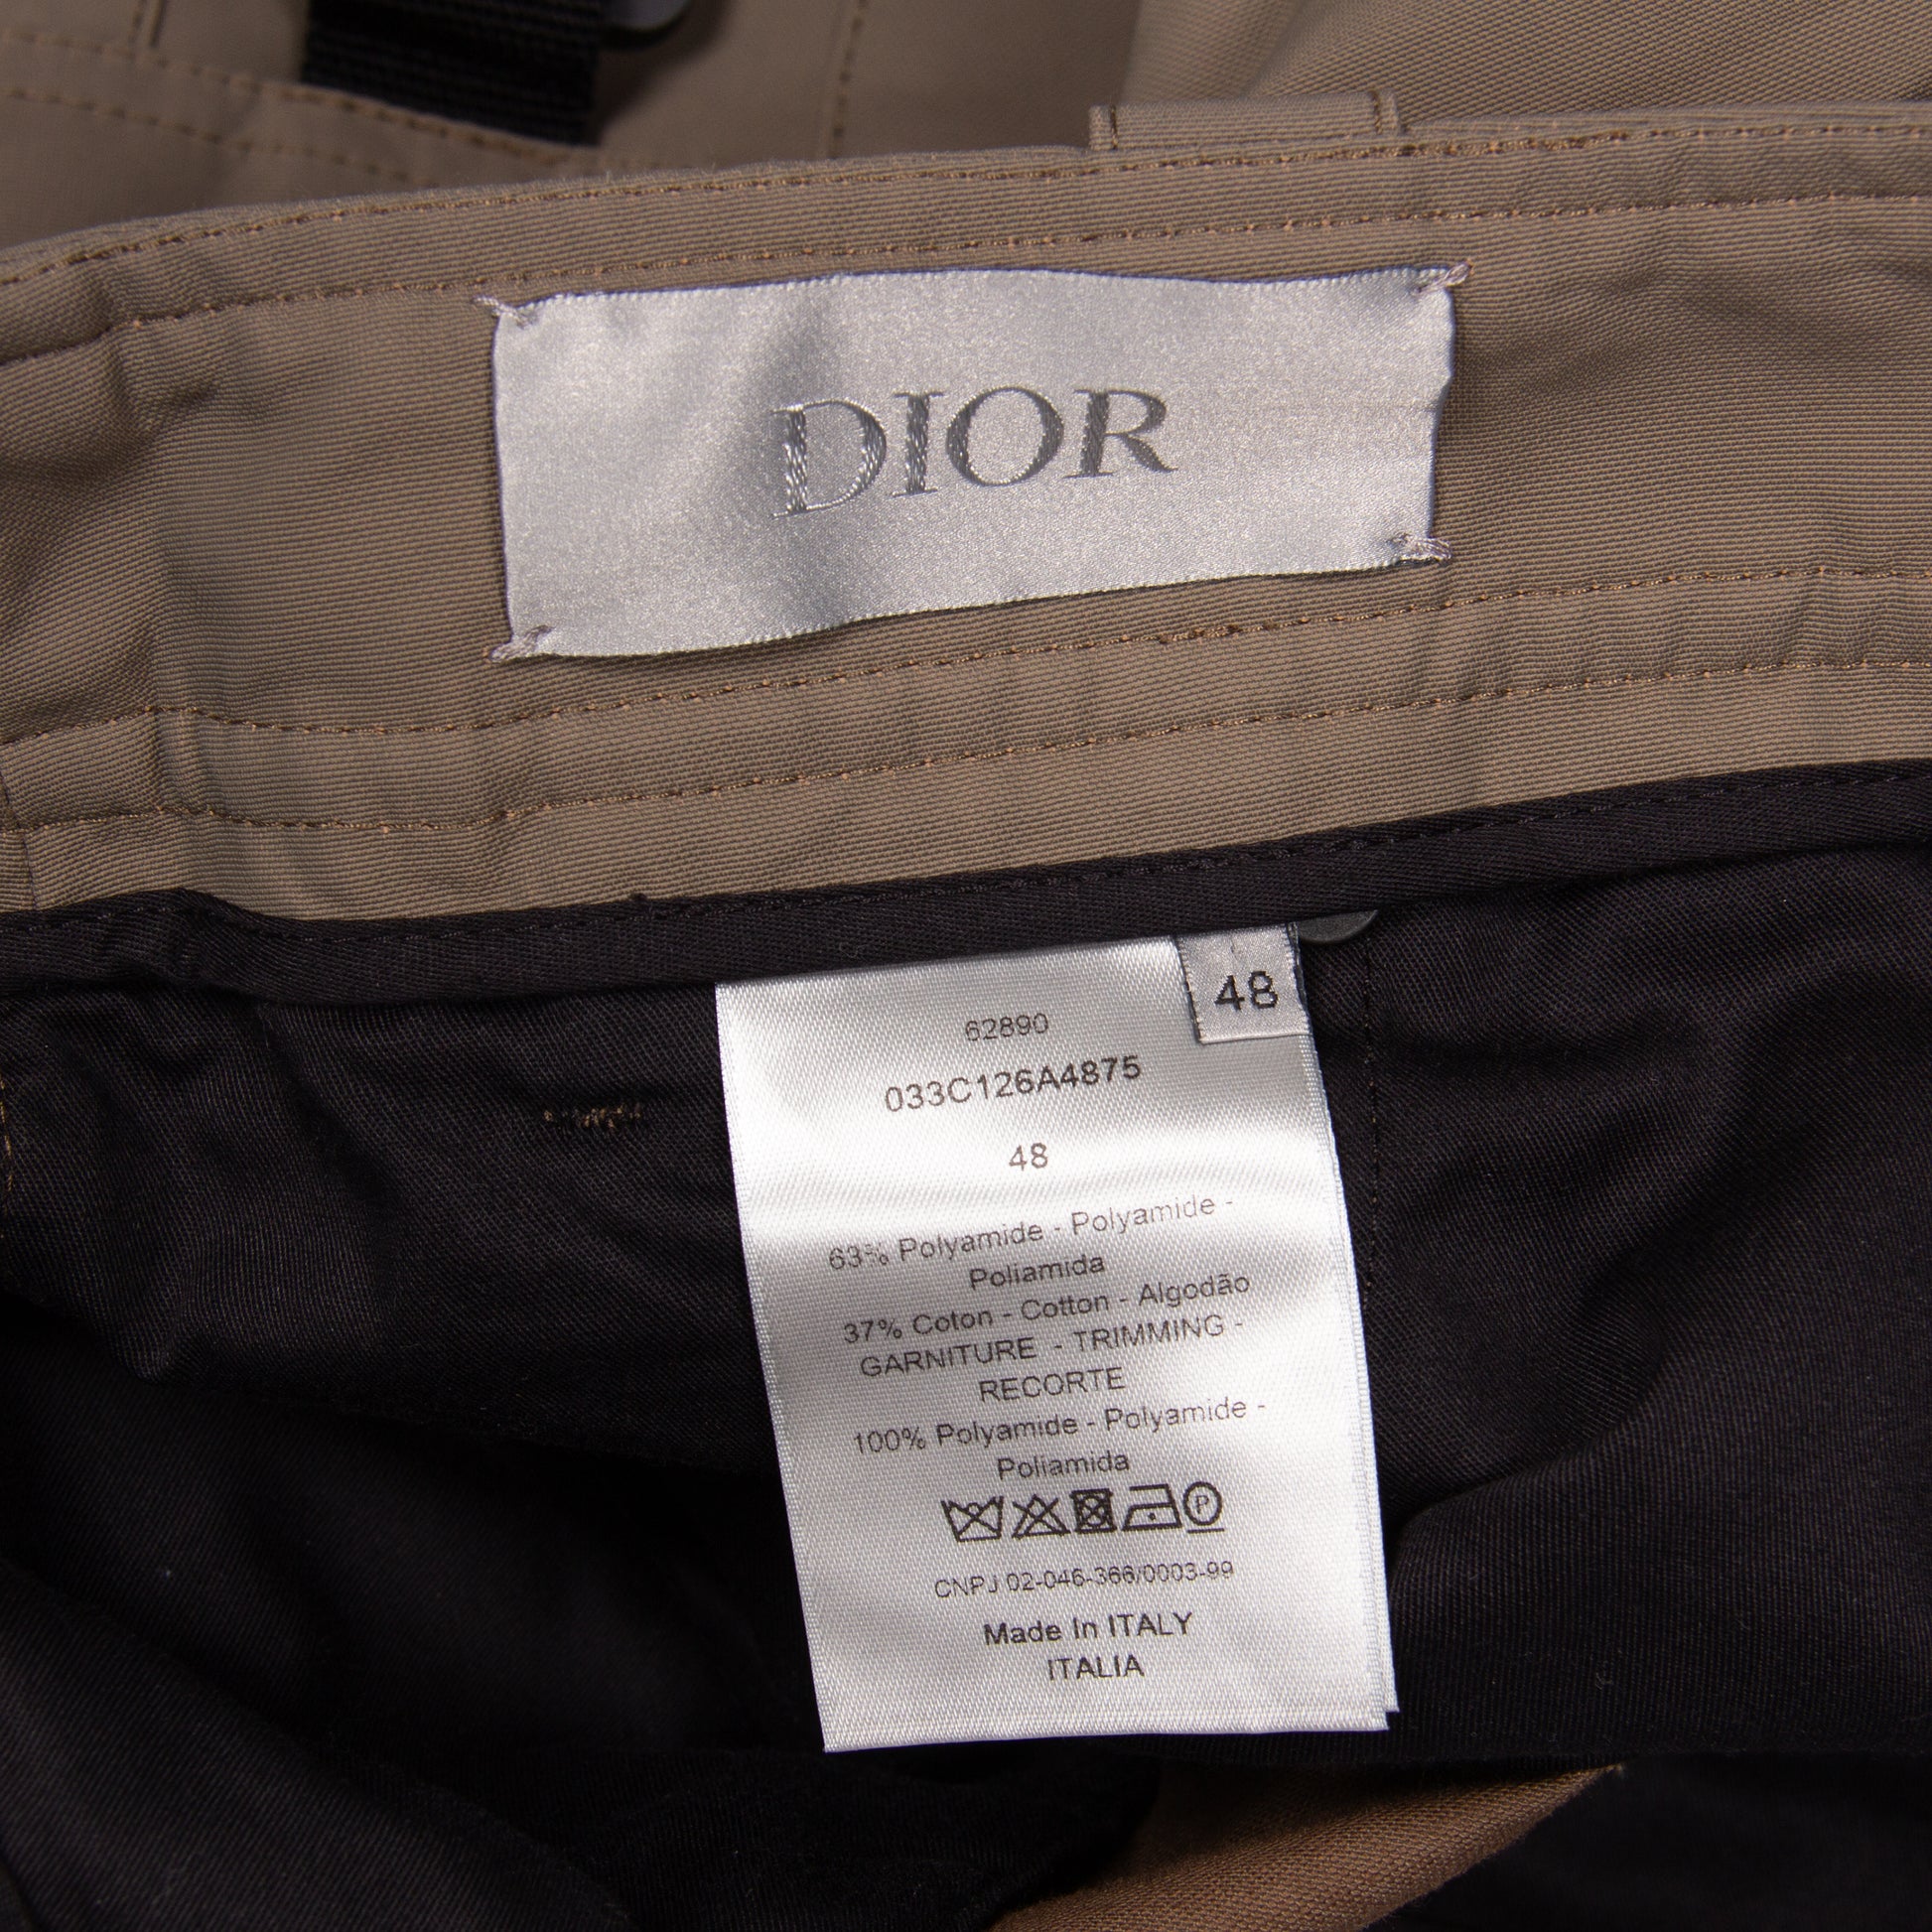 DIOR
48
62890
033C126A4875
48
63% Polyamide - Polyamide -
Poliamida
37% Coton - Cotton - Algodão
GARNITURE - TRIMMING -
RECORTE
100% Polyamide - Polyamide -
Poliamida
P
CNPJ 02-046-366/0003-99
Made In ITALY
ITALIA